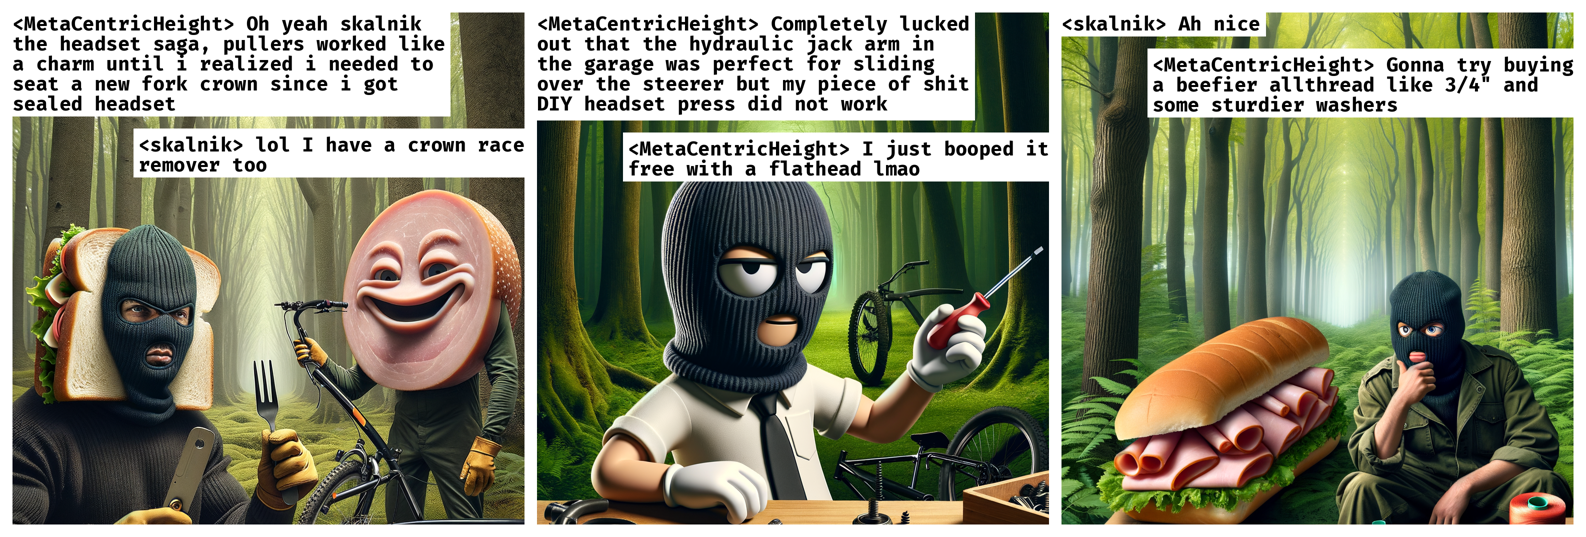 <MetaCentricHeight> Oh yeah skalnik
the headset saga, pullers worked like
a charm until i realized i needed to
seat a new fork crown since i got
sealed headset
<skalnik> lol I have a crown race
remover too
<MetaCentricHeight> Completely lucked
out that the hydraulic jack arm in
the garage was perfect for sliding
over the steerer but my piece of shit
DIY headset press did not work
<MetaCentricHeight> I just booped it
free with a flathead lmao
<skalnik> Ah nice
<MetaCentricHeight> Gonna try buying
a beefier allthread like 3/4" and
some sturdier washers